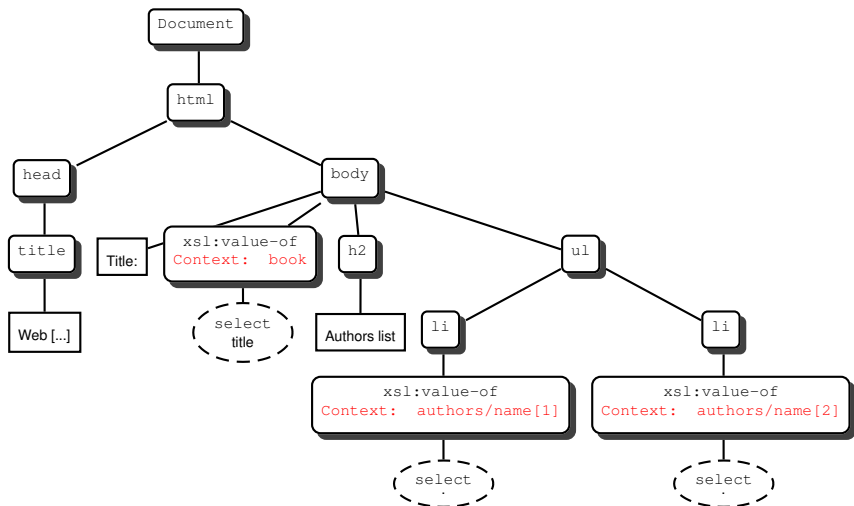 Document
html
head
body
title
Title:
xsl:value-of
Context: book
h2
ul
Web [...]
select
title
Authors list
li
li
xsl:value-of
Context: authors/name[1]
xsl:value-of
Context: authors/name[2]
select
.
select
.